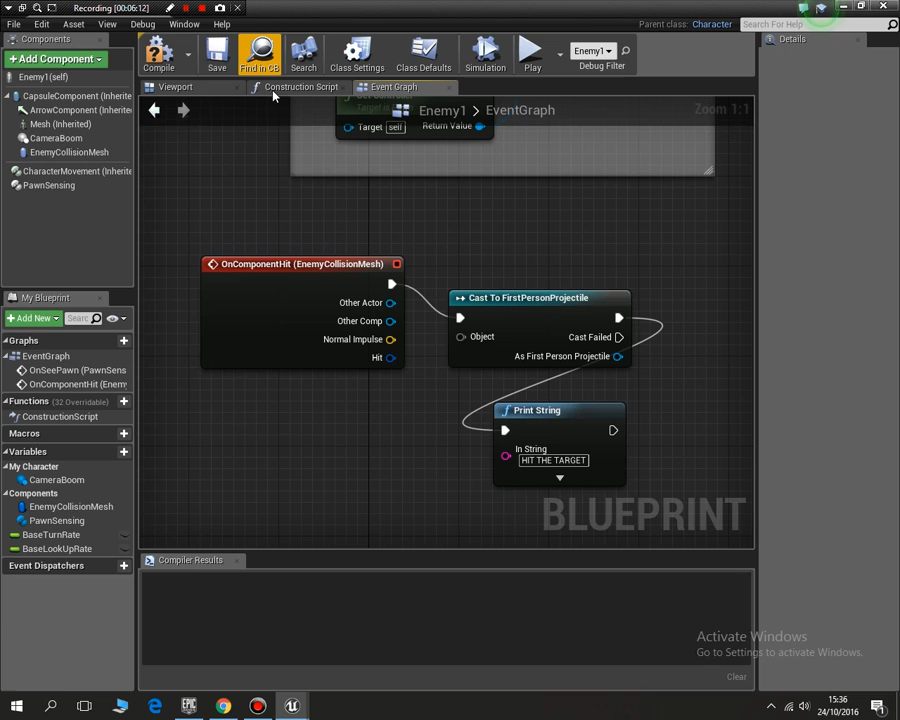 Recording [00:06:12]
File Edit Asset View Debug Window Help
Parent class: Character
Search For Help
Components
Details
+ Add Component
Compile
Save
Find in CB
Search
Class Settings
Class Defaults
Simulation
Play
Enemy1
Debug Filter
Enemy1(self)
CapsuleComponent (Inherite
ArrowComponent (Inherite
Mesh (Inherited)
CameraBoom
EnemyCollisionMesh
CharacterMovement (Inherite
PawnSensing
Viewport
Construction Script
Event Graph
Enemy1 > EventGraph
Zoom 1:1
Target self
Return Value
OnComponentHit (EnemyCollisionMesh)
Other Actor
Other Comp
Normal Impulse
Hit
Cast To FirstPersonProjectile
Object
Cast Failed
As First Person Projectile
Print String
In String
HIT THE TARGET
BLUEPRINT
My Blueprint
+ Add New
Searc
Graphs
EventGraph
OnSeePawn (PawnSens
OnComponentHit (Enemy
Functions (32 Overridable)
ConstructionScript
Macros
Variables
My Character
CameraBoom
Components
EnemyCollisionMesh
PawnSensing
BaseTurnRate
BaseLookUpRate
Event Dispatchers
Compiler Results
Clear
Activate Windows
Go to Settings to activate Windows.
EPIC
15:36
24/10/2016